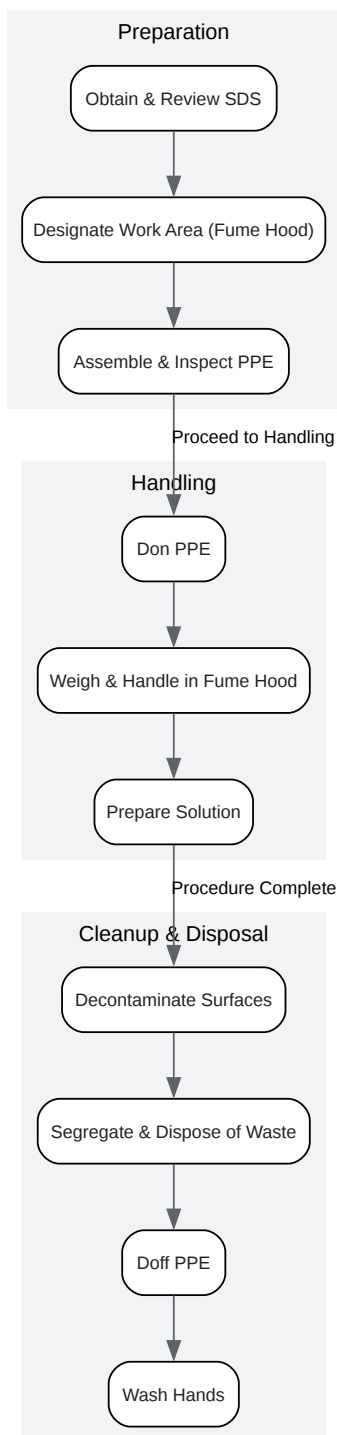 Preparation
Obtain & Review SDS
Designate Work Area (Fume Hood)
Assemble & Inspect PPE
Proceed to Handling
Handling
Don PPE
Weigh & Handle in Fume Hood
Prepare Solution
Procedure Complete
Cleanup & Disposal
Decontaminate Surfaces
Segregate & Dispose of Waste
Doff PPE
Wash Hands